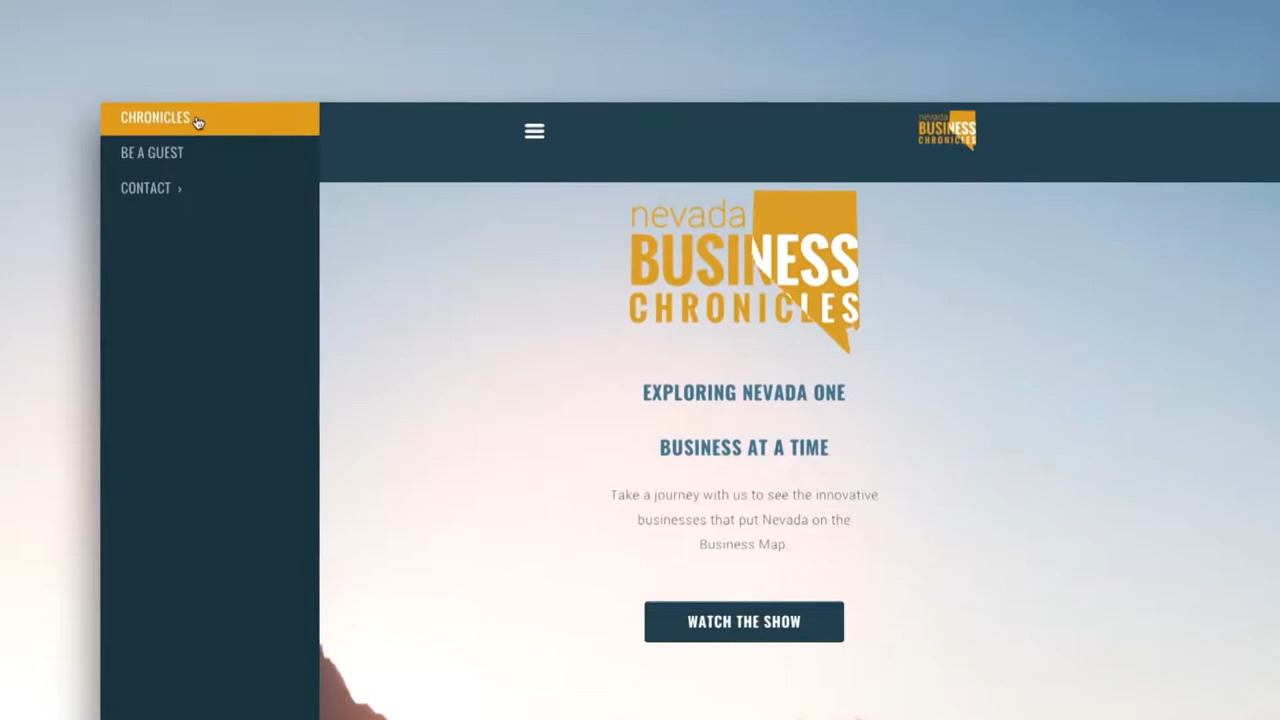 CHRONICLES
BE A GUEST
CONTACT ›
nevada
BUSINESS
CHRONICLES
nevada
BUSINESS
CHRONICLES
EXPLORING NEVADA ONE
BUSINESS AT A TIME
Take a journey with us to see the innovative
businesses that put Nevada on the
Business Map.
WATCH THE SHOW